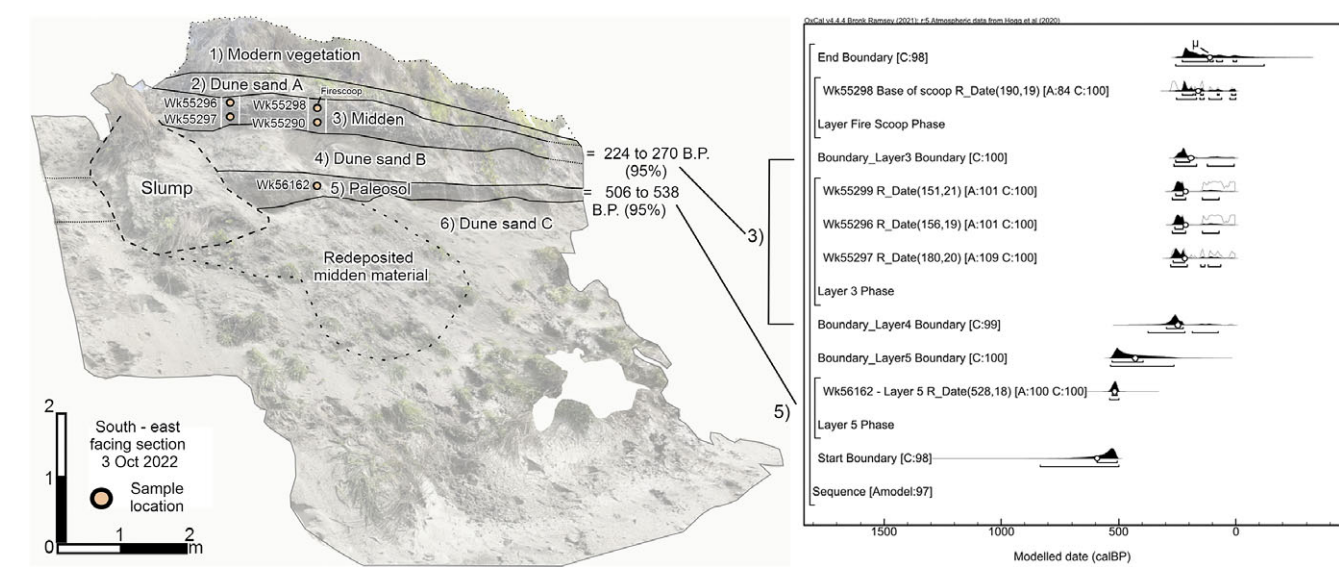 1) Modern vegetation
2) Dune sand A
Firescoop
Wk55296
Wk55298
Wk55297
Wk55290
3) Midden
4) Dune sand B
= 224 to 270 B.P.
(95%)
Wk56162
5) Paleosol
= 506 to 538
B.P. (95%)
Slump
6) Dune sand C
Redeposited
midden material
2
1
0
South - east
facing section
3 Oct 2022
Sample
location
1
2
m
3)
5)
OxCal v4.4.4 Bronk Ramsey (2021); r:5 Atmospheric data from Hogg et al (2020)
μ
End Boundary [C:98]
Wk55298 Base of scoop R_Date(190,19) [A:84 C:100]
Layer Fire Scoop Phase
Boundary_Layer3 Boundary [C:100]
Wk55299 R_Date(151,21) [A:101 C:100]
Wk55296 R_Date(156,19) [A:101 C:100]
Wk55297 R_Date(180,20) [A:109 C:100]
Layer 3 Phase
Boundary_Layer4 Boundary [C:99]
Boundary_Layer5 Boundary [C:100]
Wk56162 - Layer 5 R_Date(528,18) [A:100 C:100]
Layer 5 Phase
Start Boundary [C:98]
Sequence [Amodel:97]
1500
1000
500
0
Modelled date (calBP)